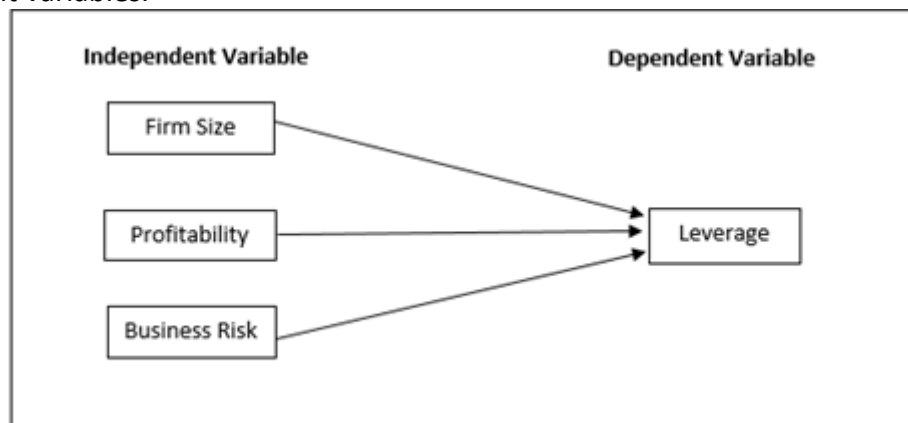 Independent Variable
Dependent Variable
Firm Size
Profitability
Leverage
Business Risk